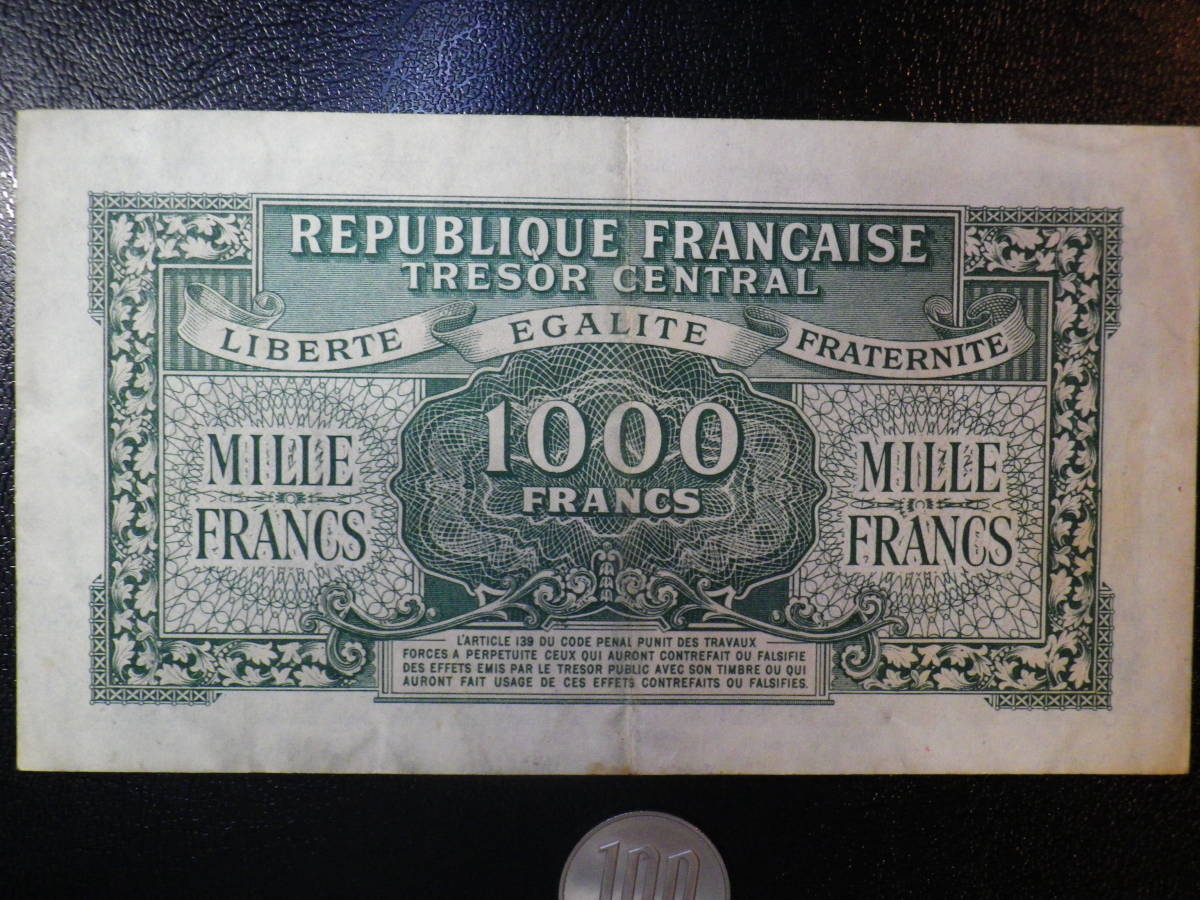 REPUBLIQUE FRANCAISE
TRESOR CENTRAL
LIBERTE EGALITE FRATERNITE
MILLE
FRANCS
1000
FRANCS
MILLE
FRANCS
L'ARTICLE 139 DU CODE PENAL PUNIT DES TRAVAUX
FORCES A PERPETUITE CEUX QUI AURONT CONTREFAIT OU FALSIFIE
DES EFFETS EMIS PAR LE TRESOR PUBLIC AVEC SON TIMBRE OU QUI
AURONT FAIT USAGE DE CES EFFETS CONTREFAITS OU FALSIFIES.
100